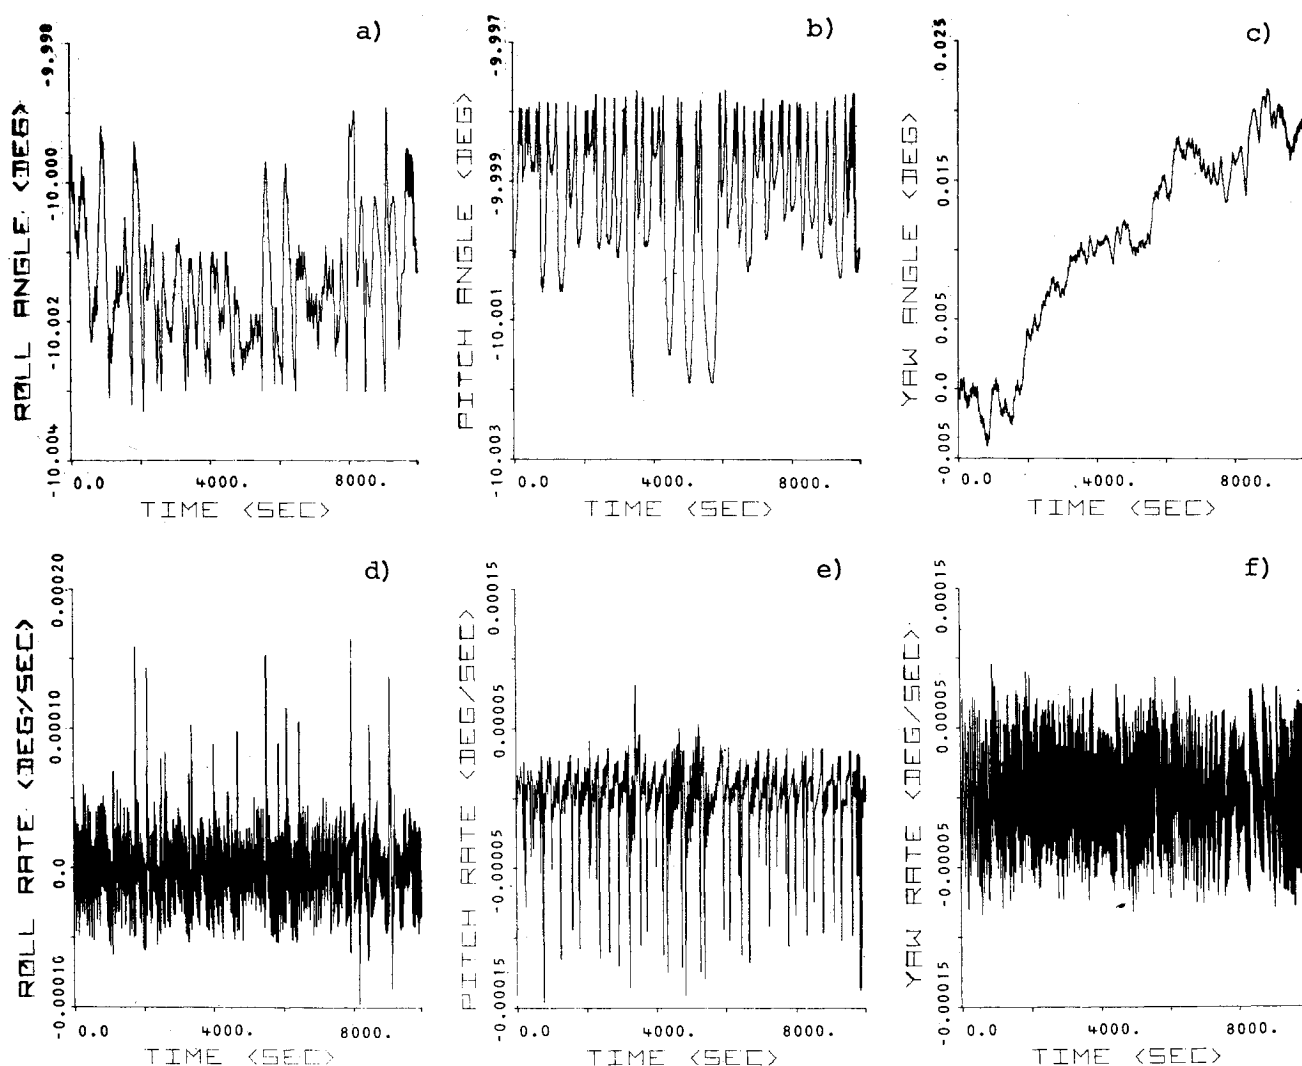 a)
-9.998
-10.000
-10.002
-10.004
ROLL ANGLE <DEG>
0.0 4000. 8000.
TIME <SEC>
b)
-9.997
-9.999
-10.001
-10.003
PITCH ANGLE <DEG>
0.0 4000. 8000.
TIME <SEC>
c)
0.025
0.015
0.005
0.0
-0.005
YAW ANGLE <DEG>
0.0 4000. 8000.
TIME <SEC>
d)
0.00020
0.00010
0.0
-0.00010
ROLL RATE <DEG/SEC>
0.0 4000. 8000.
TIME <SEC>
e)
0.00015
0.00005
-0.00005
-0.00015
PITCH RATE <DEG/SEC>
0.0 4000. 8000.
TIME <SEC>
f)
0.00015
0.00005
-0.00005
-0.00015
YAW RATE <DEG/SEC>
0.0 4000. 8000.
TIME <SEC>